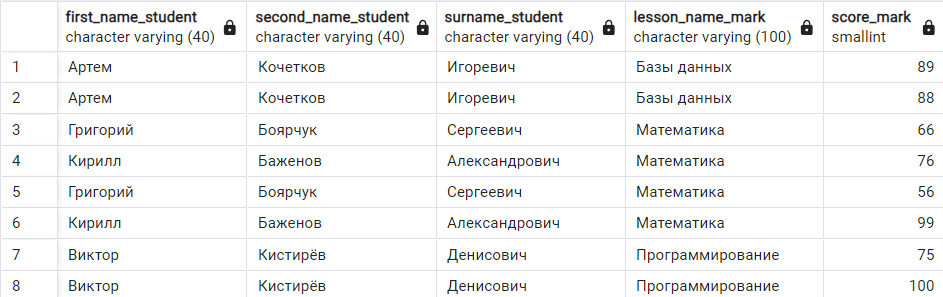 first_name_student second_name_student surname_student lesson_name_mark score_mark
character varying (40) character varying (40) character varying (40) character varying (100) smallint
1 Артем Кочетков Игоревич Базы данных 89
2 Артем Кочетков Игоревич Базы данных 88
3 Григорий Боярчук Сергеевич Математика 66
4 Кирилл Баженов Александрович Математика 76
5 Григорий Боярчук Сергеевич Математика 56
6 Кирилл Баженов Александрович Математика 99
7 Виктор Кистирёв Денисович Программирование 75
8 Виктор Кистирёв Денисович Программирование 100